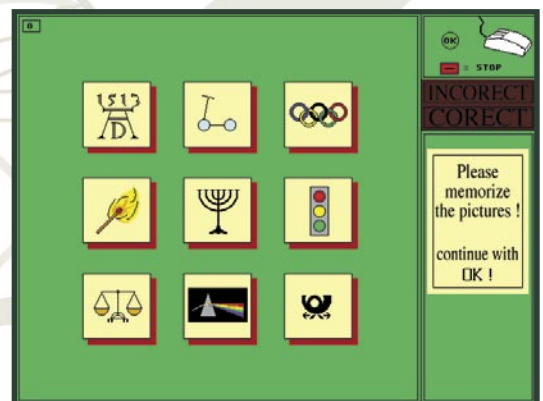 0
OK
= STOP
INCORECT
CORECT
1513
D
Please
memorize
the pictures !
continue with
OK !